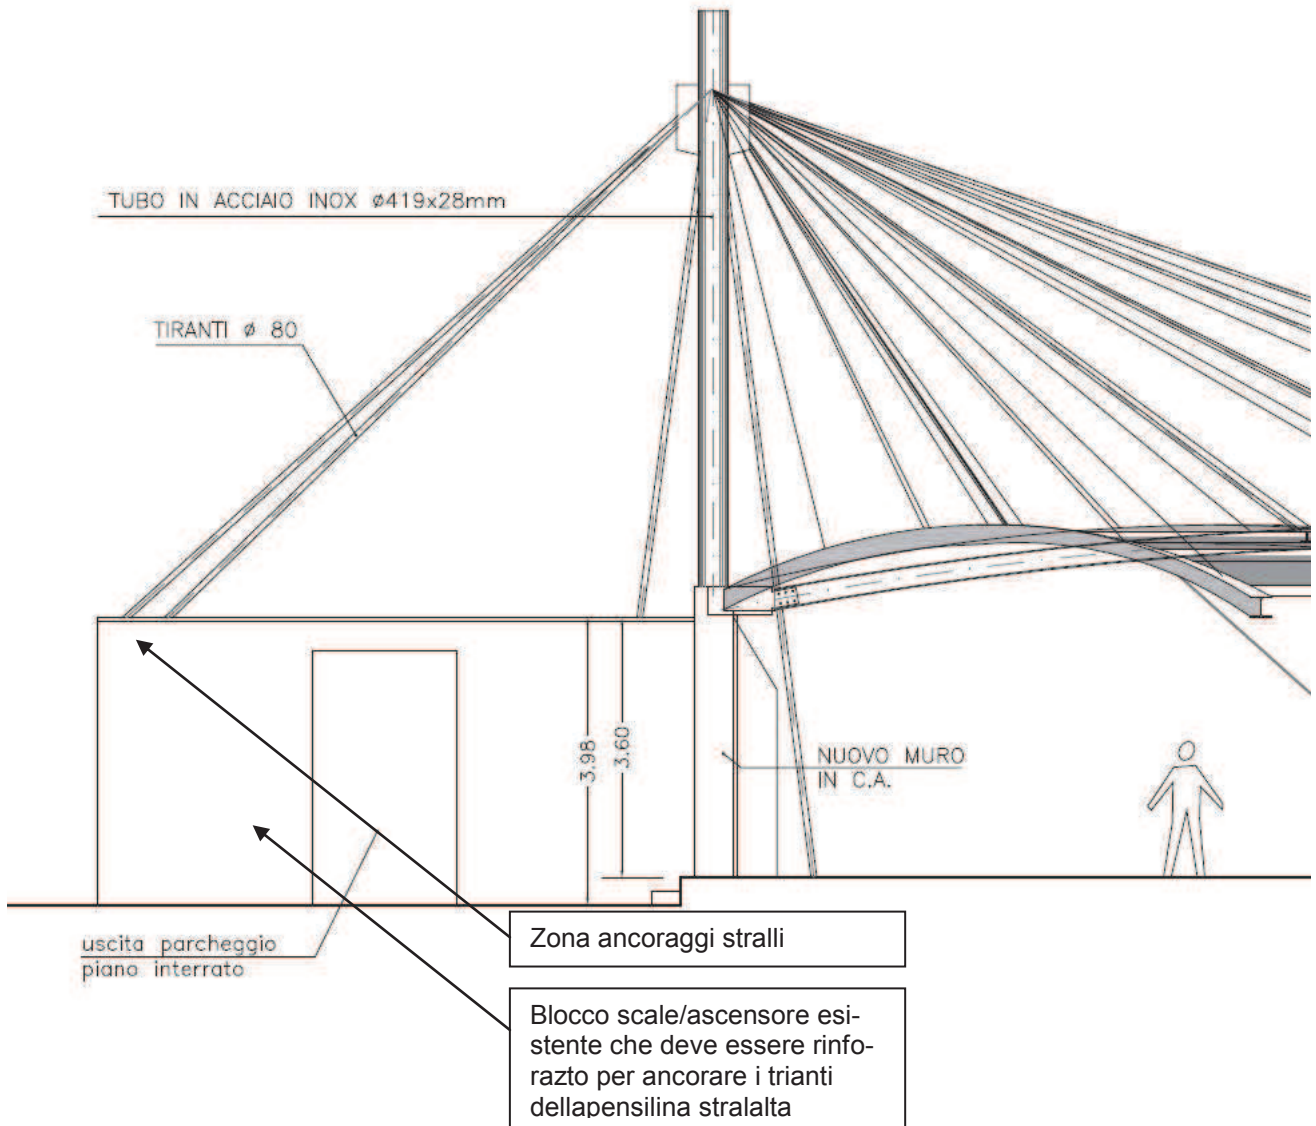 TUBO IN ACCIAIO INOX ø419x28mm
TIRANTI ø 80
3.98
3.60
NUOVO MURO
IN C.A.
uscita parcheggio
piano interrato
Zona ancoraggi stralli
Blocco scale/ascensore esi-
stente che deve essere rinfo-
razto per ancorare i trianti
dellapensilina stralalta